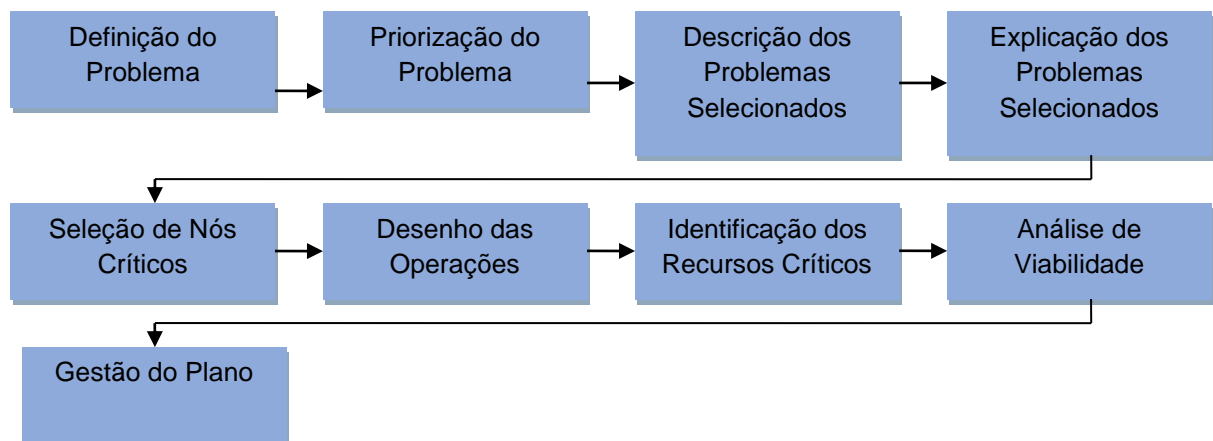 Definição do
Problema
Priorização do
Problema
Descrição dos
Problemas
Selecionados
Explicação dos
Problemas
Selecionados
Seleção de Nós
Críticos
Desenho das
Operações
Identificação dos
Recursos Críticos
Análise de
Viabilidade
Gestão do Plano